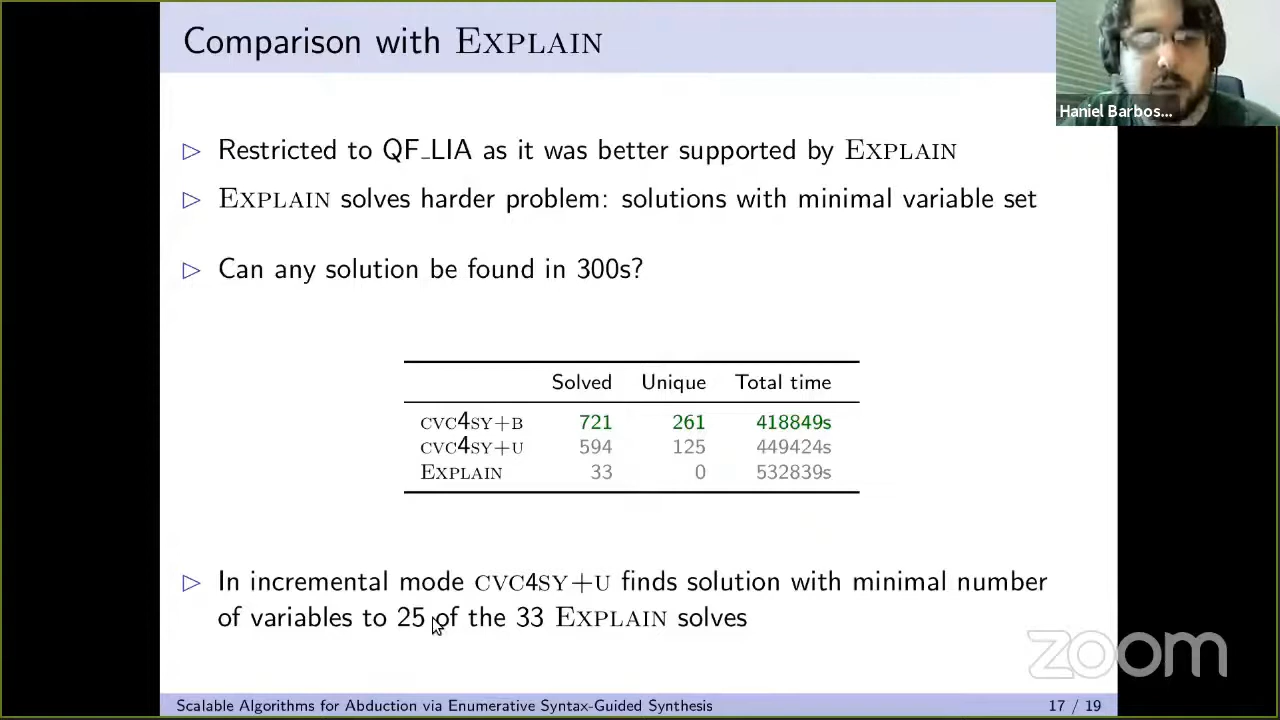 Comparison with EXPLAIN
Haniel Barbos...
▷ Restricted to QF_LIA as it was better supported by EXPLAIN
▷ EXPLAIN solves harder problem: solutions with minimal variable set
▷ Can any solution be found in 300s?
Solved Unique Total time
CVC4SY+B 721 261 418849s
CVC4SY+U 594 125 449424s
EXPLAIN 33 0 532839s
▷ In incremental mode CVC4SY+U finds solution with minimal number
of variables to 25 of the 33 EXPLAIN solves
zoom
Scalable Algorithms for Abduction via Enumerative Syntax-Guided Synthesis 17 / 19